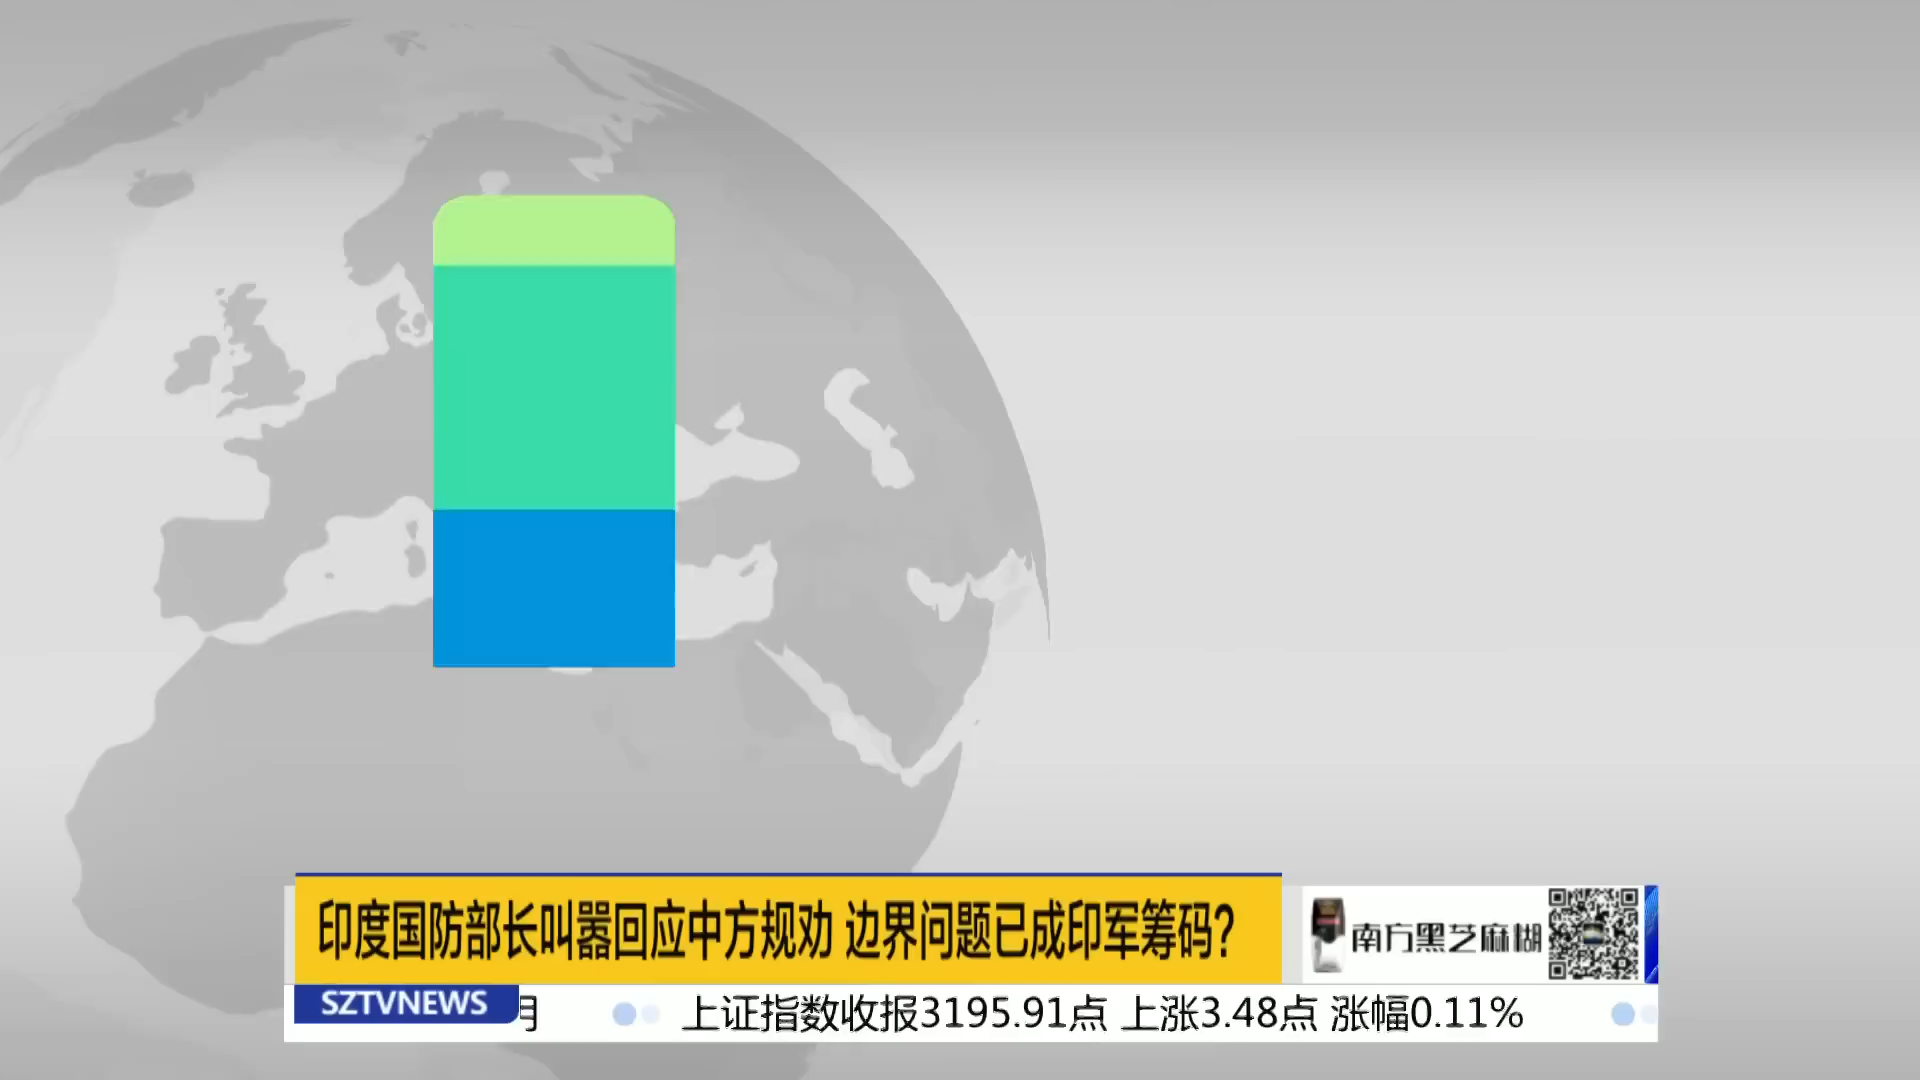 印度国防部长叫嚣回应中方规劝 边界问题已成印军筹码?
南方黑芝麻糊
SZTVNEWS
月 上证指数收报3195.91点 上涨3.48点 涨幅0.11%